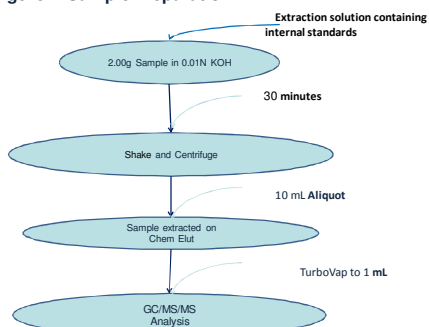 Extraction solution containing
internal standards
2.00g Sample in 0.01N KOH
30 minutes
Shake and Centrifuge
10 mL Aliquot
Sample extracted on
Chem Elut
TurboVap to 1 mL
GC/MS/MS
Analysis